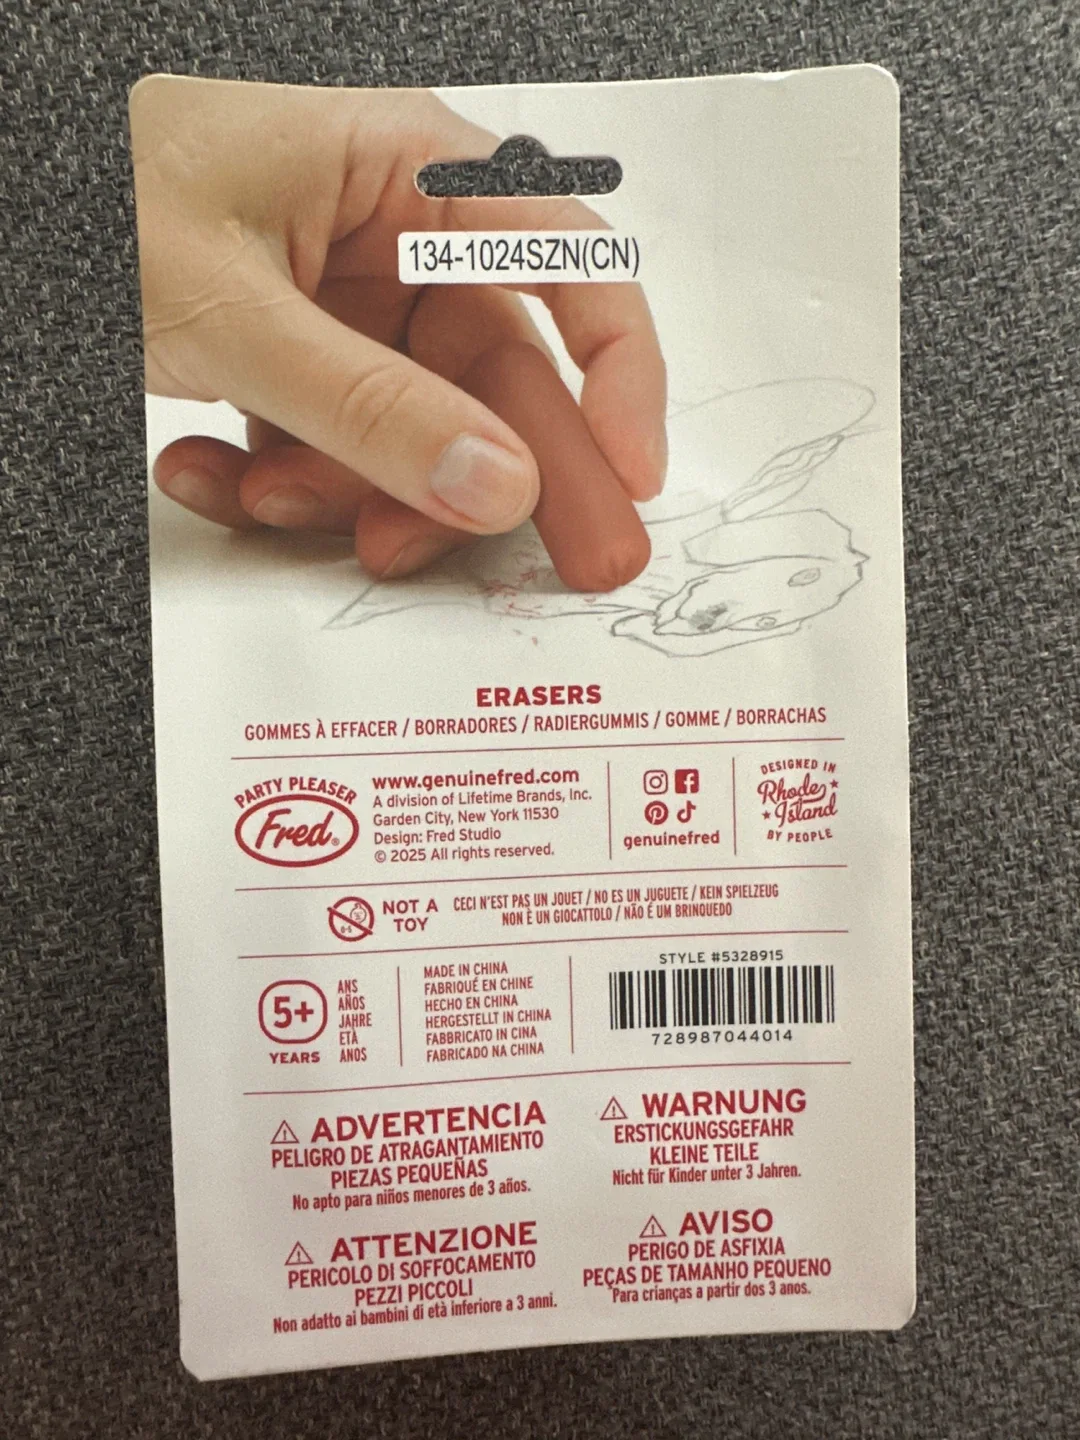 134-1024SZN(CN)
ERASERS
GOMMES À EFFACER / BORRADORES / RADIERGUMMIS / GOMME / BORRACHAS
PARTY PLEASER
Fred®
www.genuinefred.com
A division of Lifetime Brands, Inc.
Garden City, New York 11530
Design: Fred Studio
© 2025 All rights reserved.
genuinefred
DESIGNED IN
Rhode
Island
BY PEOPLE
NOT A
TOY
CECI N'EST PAS UN JOUET / NO ES UN JUGUETE / KEIN SPIELZEUG
NON È UN GIOCATTOLO / NÃO É UM BRINQUEDO
5+
YEARS
ANS
AÑOS
JAHRE
ETÀ
ANOS
MADE IN CHINA
FABRIQUÉ EN CHINE
HECHO EN CHINA
HERGESTELLT IN CHINA
FABBRICATO IN CINA
FABRICADO NA CHINA
STYLE #5328915
728987044014
ADVERTENCIA
PELIGRO DE ATRAGANTAMIENTO
PIEZAS PEQUEÑAS
No apto para niños menores de 3 años.
WARNUNG
ERSTICKUNGSGEFAHR
KLEINE TEILE
Nicht für Kinder unter 3 Jahren.
ATTENZIONE
PERICOLO DI SOFFOCAMENTO
PEZZI PICCOLI
Non adatto ai bambini di età inferiore a 3 anni.
AVISO
PERIGO DE ASFIXIA
PEÇAS DE TAMANHO PEQUENO
Para crianças a partir dos 3 anos.